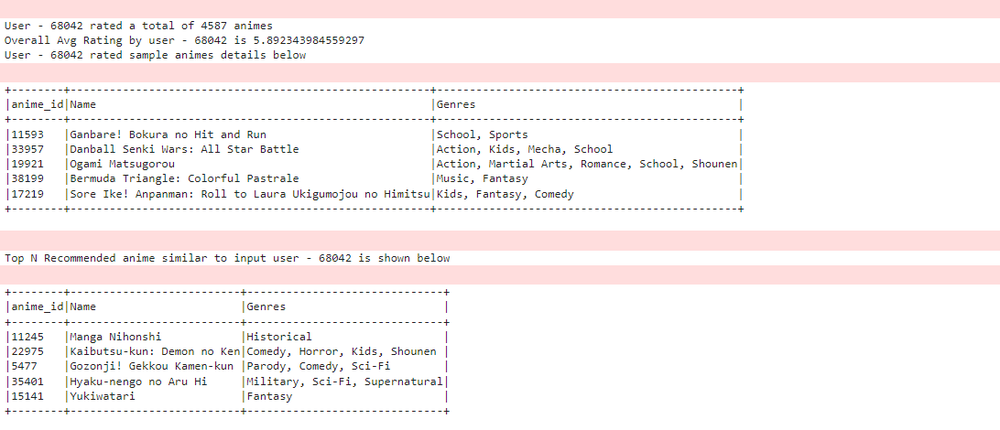 User - 68042 rated a total of 4587 animes
Overall Avg Rating by user - 68042 is 5.892343984559297
User - 68042 rated sample animes details below
+--------+-------------------------------------------------------+----------------------------------------------+
|anime_id|Name                                                   |Genres                                        |
+--------+-------------------------------------------------------+----------------------------------------------+
|11593   |Ganbare! Bokura no Hit and Run                         |School, Sports                                |
|33957   |Danball Senki Wars: All Star Battle                    |Action, Kids, Mecha, School                   |
|19921   |Ogami Matsugorou                                       |Action, Martial Arts, Romance, School, Shounen|
|38199   |Bermuda Triangle: Colorful Pastrale                    |Music, Fantasy                                |
|17219   |Sore Ike! Anpanman: Roll to Laura Ukigumojou no Himitsu|Kids, Fantasy, Comedy                         |
+--------+-------------------------------------------------------+----------------------------------------------+
Top N Recommended anime similar to input user - 68042 is shown below
+--------+--------------------------+------------------------------+
|anime_id|Name                      |Genres                        |
+--------+--------------------------+------------------------------+
|11245   |Manga Nihonshi            |Historical                    |
|22975   |Kaibutsu-kun: Demon no Ken|Comedy, Horror, Kids, Shounen |
|5477    |Gozonji! Gekkou Kamen-kun |Parody, Comedy, Sci-Fi        |
|35401   |Hyaku-nengo no Aru Hi     |Military, Sci-Fi, Supernatural|
|15141   |Yukiwatari                |Fantasy                       |
+--------+--------------------------+------------------------------+